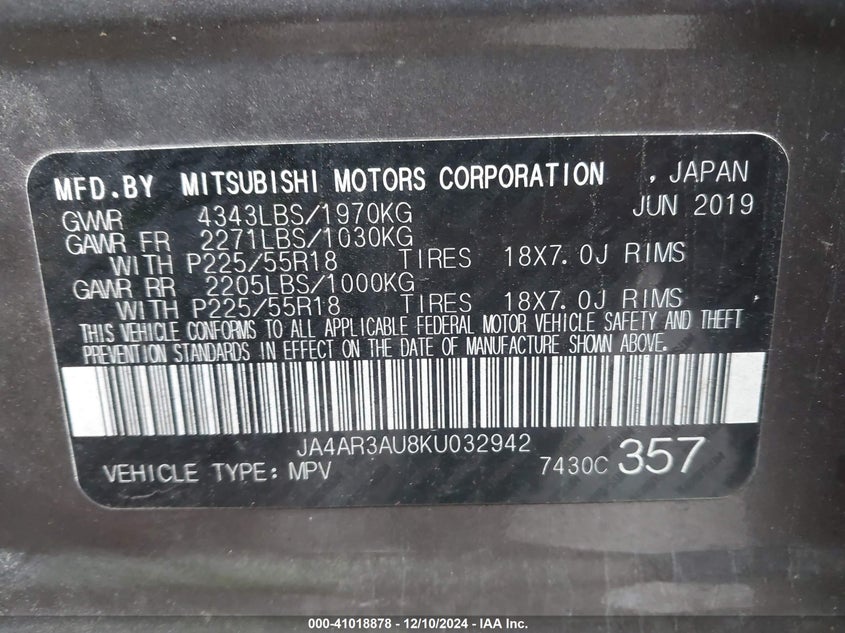 MFD.BY MITSUBISHI MOTORS CORPORATION , JAPAN
GVWR 4343LBS/1970KG JUN 2019
GAWR FR 2271LBS/1030KG
WITH P225/55R18 TIRES 18X7.0J RIMS
GAWR RR 2205LBS/1000KG
WITH P225/55R18 TIRES 18X7.0J RIMS
THIS VEHICLE CONFORMS TO ALL APPLICABLE FEDERAL MOTOR VEHICLE SAFETY AND THEFT
PREVENTION STANDARDS IN EFFECT ON THE DATE OF MANUFACTURE SHOWN ABOVE.
JA4AR3AU8KU032942
VEHICLE TYPE: MPV 7430C 357
000-41018878 - 12/10/2024 - IAA Inc.